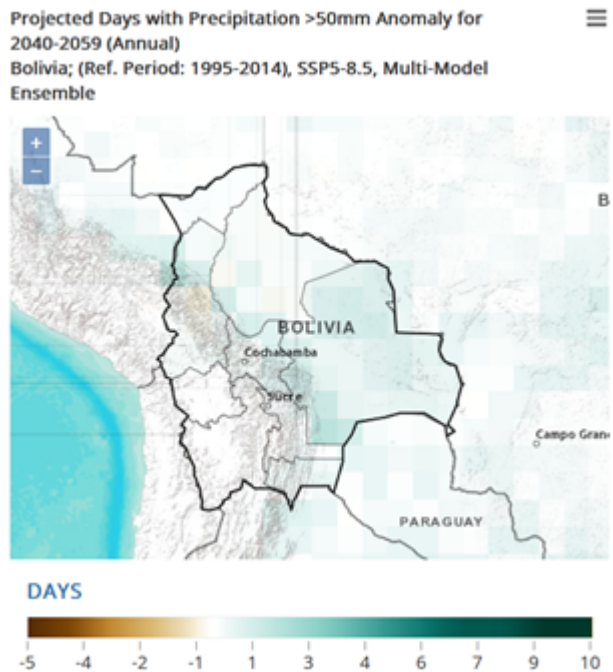 Projected Days with Precipitation >50mm Anomaly for
2040-2059 (Annual)
Bolivia; (Ref. Period: 1995-2014), SSP5-8.5, Multi-Model
Ensemble
+
−
B
BOLIVIA
Cochabamba
Sucre
Campo Gran
PARAGUAY
DAYS
-5 -4 -2 -1 1 3 4 6 7 9 10